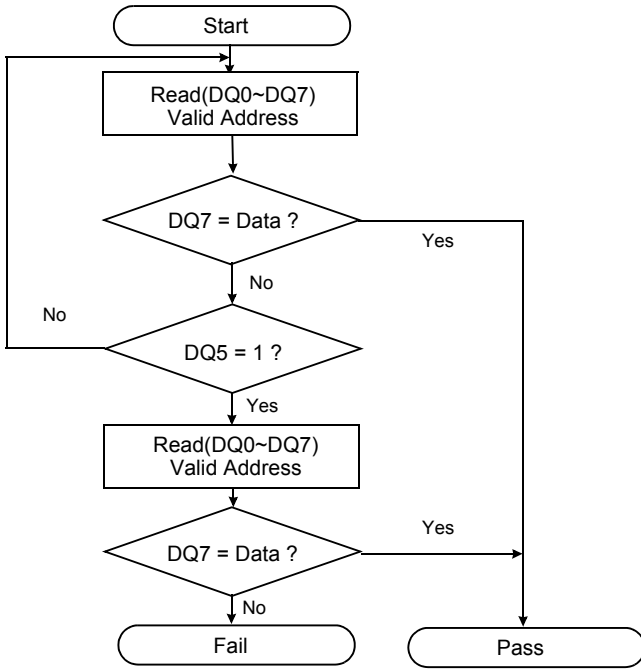 Start
Read(DQ0~DQ7)
Valid Address
DQ7 = Data ?
Yes
No
No
DQ5 = 1 ?
Yes
Read(DQ0~DQ7)
Valid Address
Yes
DQ7 = Data ?
No
Fail
Pass